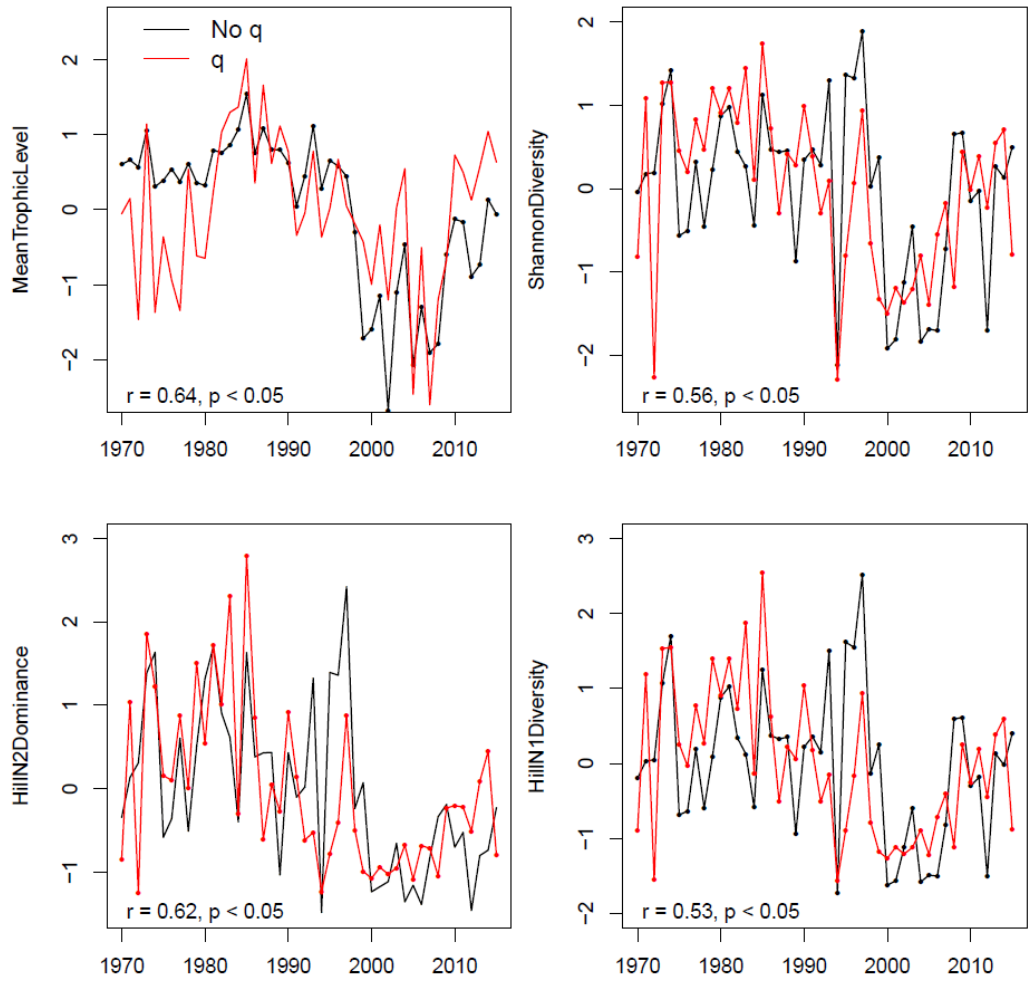 No q
q
MeanTrophicLevel
2
1
0
−1
−2
r = 0.64, p < 0.05
1970 1980 1990 2000 2010
ShannonDiversity
2
1
0
−1
−2
r = 0.56, p < 0.05
1970 1980 1990 2000 2010
HillN2Dominance
3
2
1
0
−1
r = 0.62, p < 0.05
1970 1980 1990 2000 2010
HillN1Diversity
3
2
1
0
−1
−2
r = 0.53, p < 0.05
1970 1980 1990 2000 2010